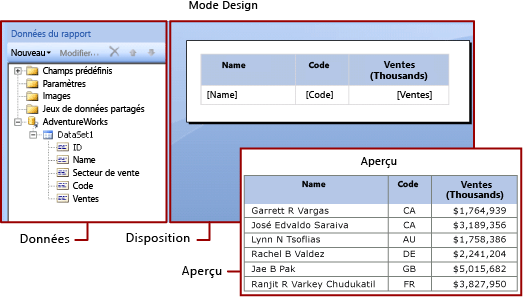 Mode Design
Données du rapport
Nouveau Modifier...
Champs prédéfinis
Paramètres
Images
Jeux de données partagés
AdventureWorks
DataSet1
ID
Name
Secteur de vente
Code
Ventes
Name Code Ventes (Thousands)
[Name] [Code] [Ventes]
Données
Disposition
Aperçu
Aperçu
Name Code Ventes (Thousands)
Garrett R Vargas CA $1,764,939
José Edvaldo Saraiva CA $3,189,356
Lynn N Tsoflias AU $1,758,386
Rachel B Valdez DE $2,241,204
Jae B Pak GB $5,015,682
Ranjit R Varkey Chudukatil FR $3,827,950